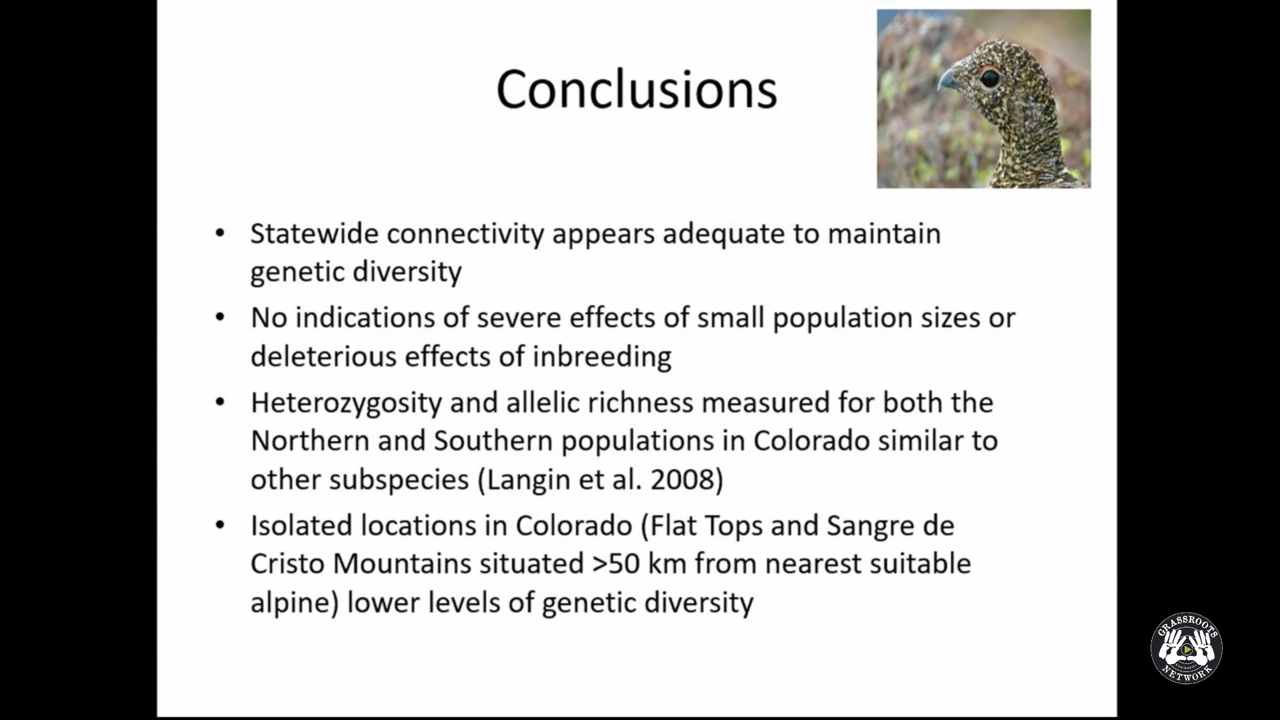 Conclusions
• Statewide connectivity appears adequate to maintain
genetic diversity
• No indications of severe effects of small population sizes or
deleterious effects of inbreeding
• Heterozygosity and allelic richness measured for both the
Northern and Southern populations in Colorado similar to
other subspecies (Langin et al. 2008)
• Isolated locations in Colorado (Flat Tops and Sangre de
Cristo Mountains situated >50 km from nearest suitable
alpine) lower levels of genetic diversity
GRASSROOTS
NETWORK